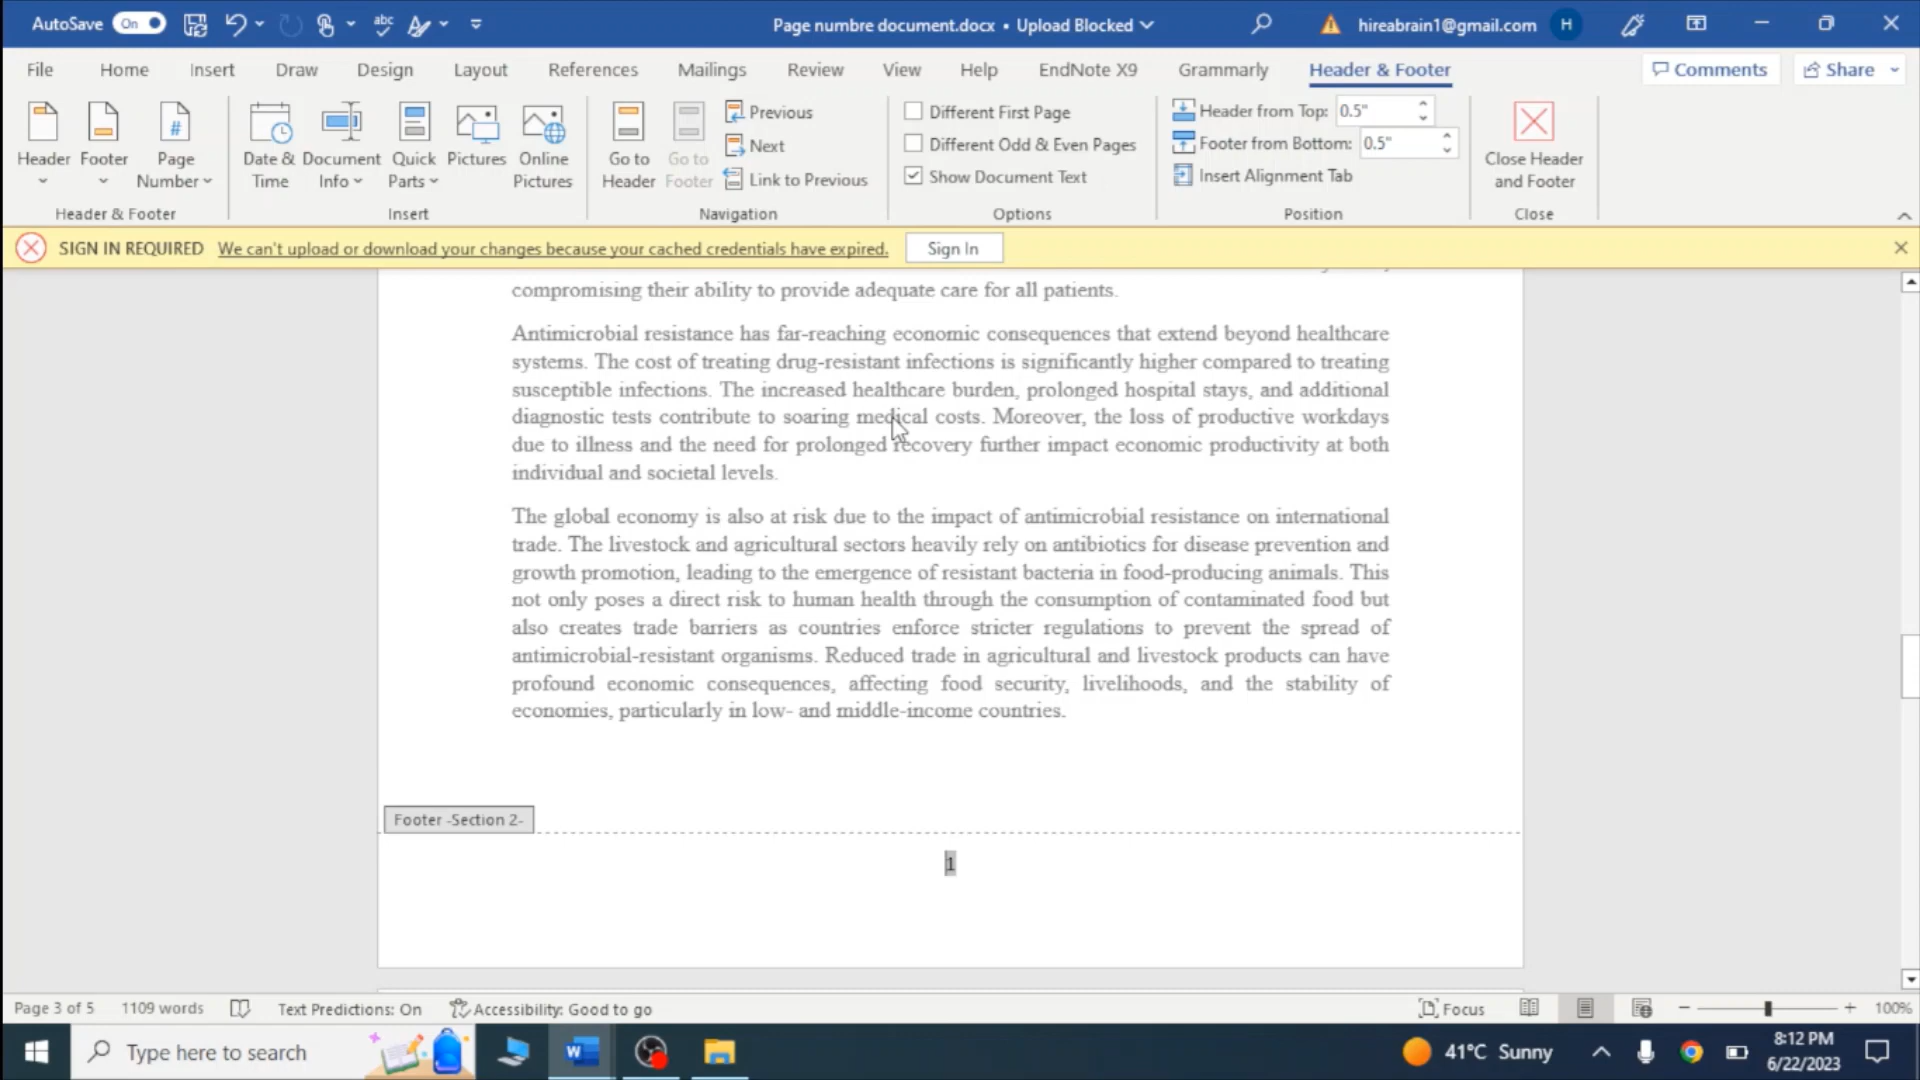 AutoSave On abc Page numbre document.docx • Upload Blocked hireabrain1@gmail.com H
File Home Insert Draw Design Layout References Mailings Review View Help EndNote X9 Grammarly Header & Footer Comments Share
Header
Footer
Page Number
Header & Footer
Date & Time
Document Info
Quick Parts
Pictures
Online Pictures
Insert
Go to Header
Go to Footer
Previous
Next
Link to Previous
Navigation
Different First Page
Different Odd & Even Pages
Show Document Text
Options
Header from Top: 0.5"
Footer from Bottom: 0.5"
Insert Alignment Tab
Position
Close Header and Footer
Close
SIGN IN REQUIRED We can't upload or download your changes because your cached credentials have expired. Sign In
compromising their ability to provide adequate care for all patients.
Antimicrobial resistance has far-reaching economic consequences that extend beyond healthcare
systems. The cost of treating drug-resistant infections is significantly higher compared to treating
susceptible infections. The increased healthcare burden, prolonged hospital stays, and additional
diagnostic tests contribute to soaring medical costs. Moreover, the loss of productive workdays
due to illness and the need for prolonged recovery further impact economic productivity at both
individual and societal levels.
The global economy is also at risk due to the impact of antimicrobial resistance on international
trade. The livestock and agricultural sectors heavily rely on antibiotics for disease prevention and
growth promotion, leading to the emergence of resistant bacteria in food-producing animals. This
not only poses a direct risk to human health through the consumption of contaminated food but
also creates trade barriers as countries enforce stricter regulations to prevent the spread of
antimicrobial-resistant organisms. Reduced trade in agricultural and livestock products can have
profound economic consequences, affecting food security, livelihoods, and the stability of
economies, particularly in low- and middle-income countries.
Footer -Section 2-
1
Page 3 of 5 1109 words Text Predictions: On Accessibility: Good to go Focus 100%
Type here to search 41°C Sunny 8:12 PM
6/22/2023